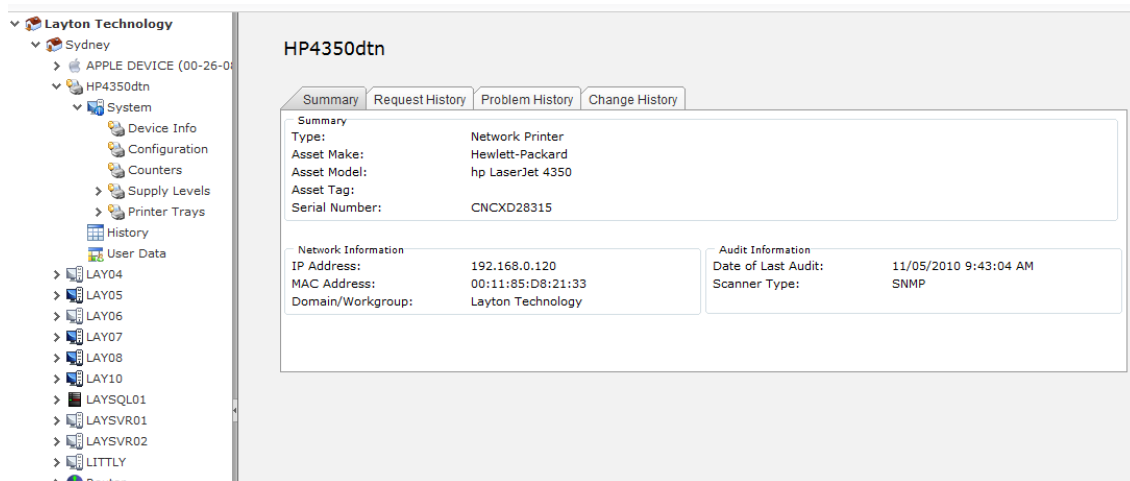 Layton Technology
Sydney
APPLE DEVICE (00-26-08
HP4350dtn
System
Device Info
Configuration
Counters
Supply Levels
Printer Trays
History
User Data
LAY04
LAY05
LAY06
LAY07
LAY08
LAY10
LAYSQL01
LAYSVR01
LAYSVR02
LITTLY
HP4350dtn
Summary Request History Problem History Change History
Summary
Type: Network Printer
Asset Make: Hewlett-Packard
Asset Model: hp LaserJet 4350
Asset Tag:
Serial Number: CNCXD28315
Network Information
IP Address: 192.168.0.120
MAC Address: 00:11:85:D8:21:33
Domain/Workgroup: Layton Technology
Audit Information
Date of Last Audit: 11/05/2010 9:43:04 AM
Scanner Type: SNMP